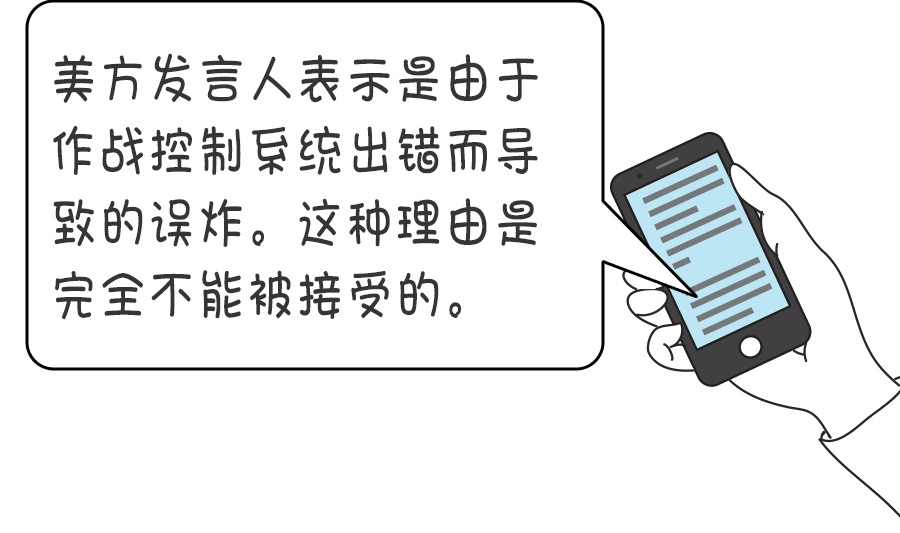 美方发言人表示是由于
作战控制系统出错而导
致的误炸。这种理由是
完全不能被接受的。